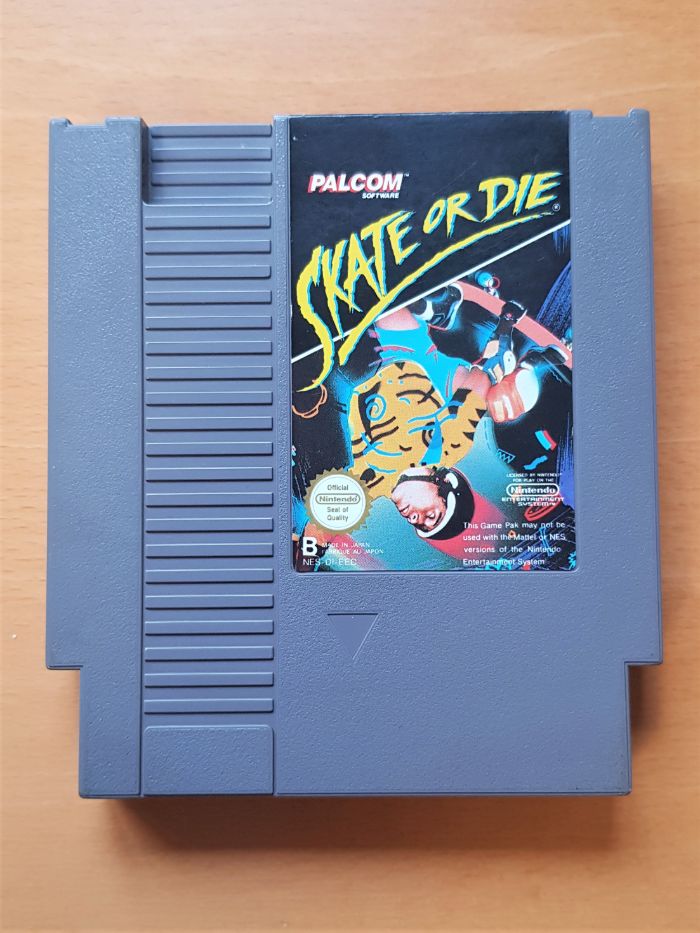 PALCOM™
SOFTWARE
SKATE OR DIE®
LICENSED BY NINTENDO®
FOR PLAY ON THE
Nintendo
ENTERTAINMENT
SYSTEM™
Official
Nintendo
Seal of
Quality
This Game Pak may not be
used with the Mattel or NES
versions of the Nintendo
Entertainment System
B MADE IN JAPAN
FABRIQUE AU JAPON
NES-DI-EEC